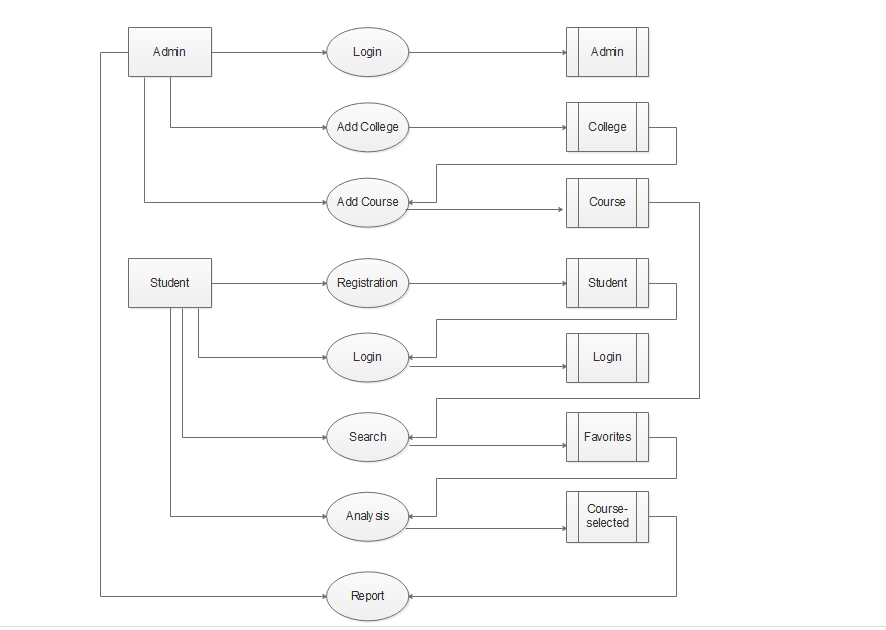 Admin
Login
Admin
Add College
College
Add Course
Course
Student
Registration
Student
Login
Login
Search
Favorites
Analysis
Course-
selected
Report